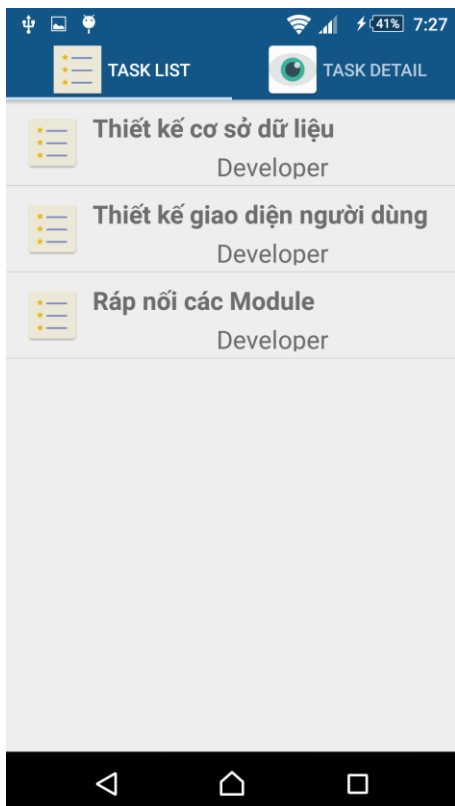 41% 7:27
TASK LIST TASK DETAIL
Thiết kế cơ sở dữ liệu
Developer
Thiết kế giao diện người dùng
Developer
Ráp nối các Module
Developer